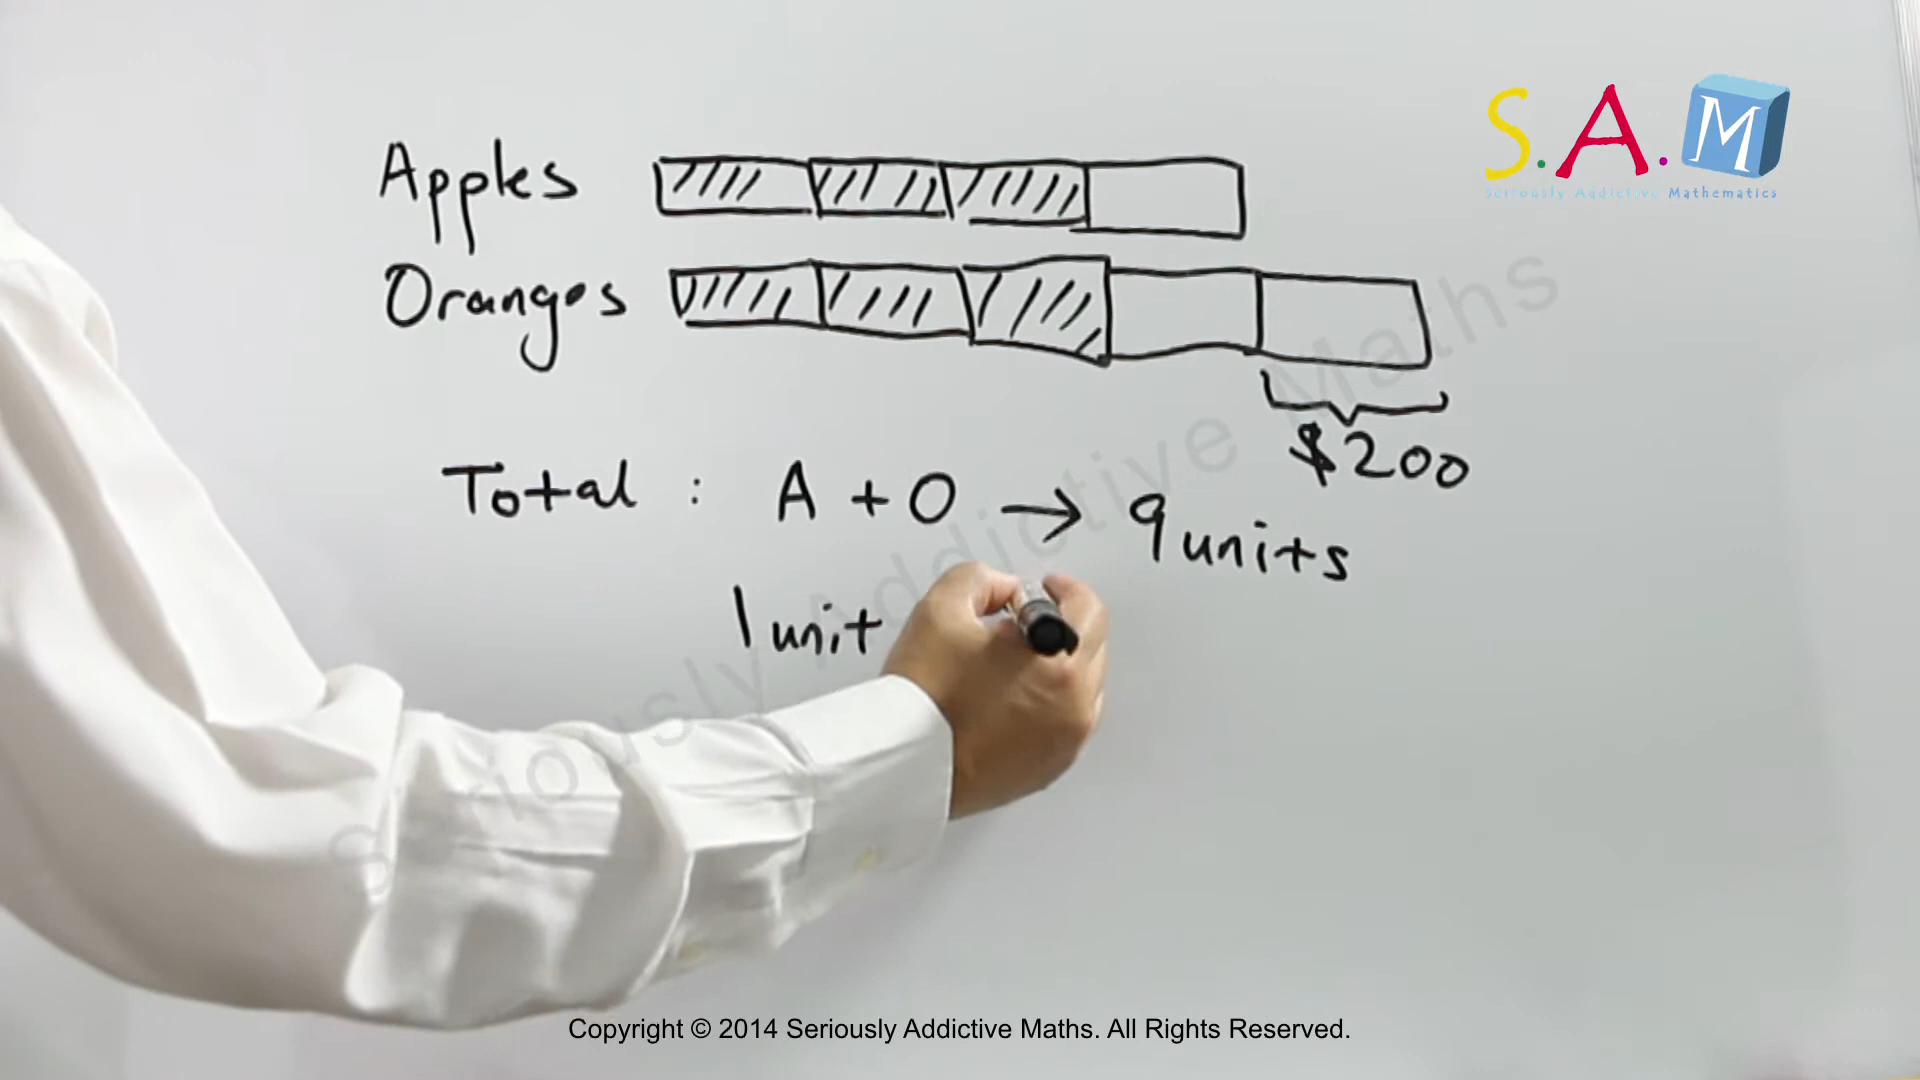 S.A.M
Seriously Addictive Mathematics
Apples
Oranges
$200
Total : A + O → 9 units
1 unit
Seriously Addictive Maths
Copyright © 2014 Seriously Addictive Maths. All Rights Reserved.